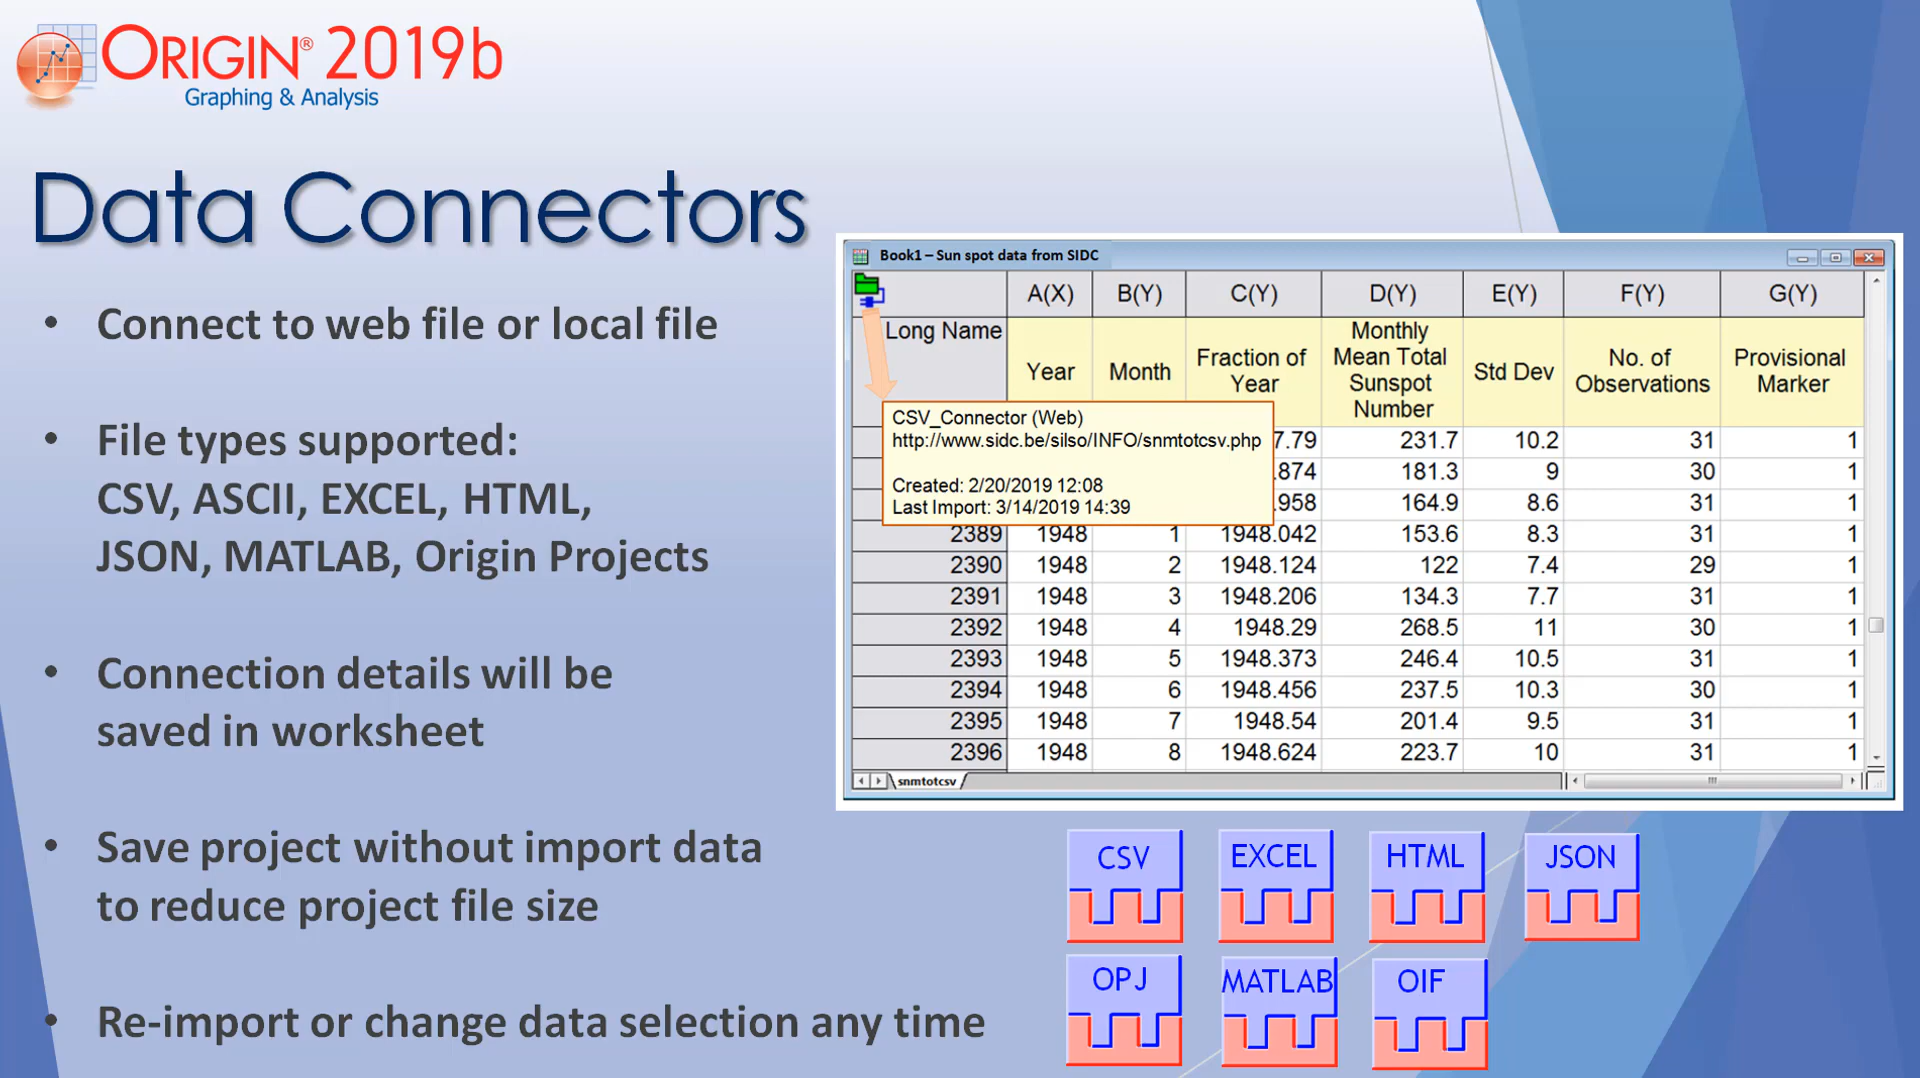 ORIGIN® 2019b
Graphing & Analysis
Data Connectors
• Connect to web file or local file
• File types supported:
CSV, ASCII, EXCEL, HTML,
JSON, MATLAB, Origin Projects
• Connection details will be
saved in worksheet
• Save project without import data
to reduce project file size
• Re-import or change data selection any time
Book1 – Sun spot data from SIDC
A(X) B(Y) C(Y) D(Y) E(Y) F(Y) G(Y)
Long Name Year Month Fraction of Year Monthly Mean Total Sunspot Number Std Dev No. of Observations Provisional Marker
CSV_Connector (Web)
http://www.sidc.be/silso/INFO/snmtotcsv.php
Created: 2/20/2019 12:08
Last Import: 3/14/2019 14:39
7.79 231.7 10.2 31 1
.874 181.3 9 30 1
.958 164.9 8.6 31 1
2389 1948 1 1948.042 153.6 8.3 31 1
2390 1948 2 1948.124 122 7.4 29 1
2391 1948 3 1948.206 134.3 7.7 31 1
2392 1948 4 1948.29 268.5 11 30 1
2393 1948 5 1948.373 246.4 10.5 31 1
2394 1948 6 1948.456 237.5 10.3 30 1
2395 1948 7 1948.54 201.4 9.5 31 1
2396 1948 8 1948.624 223.7 10 31 1
snmtotcsv
CSV EXCEL HTML JSON
OPJ MATLAB OIF